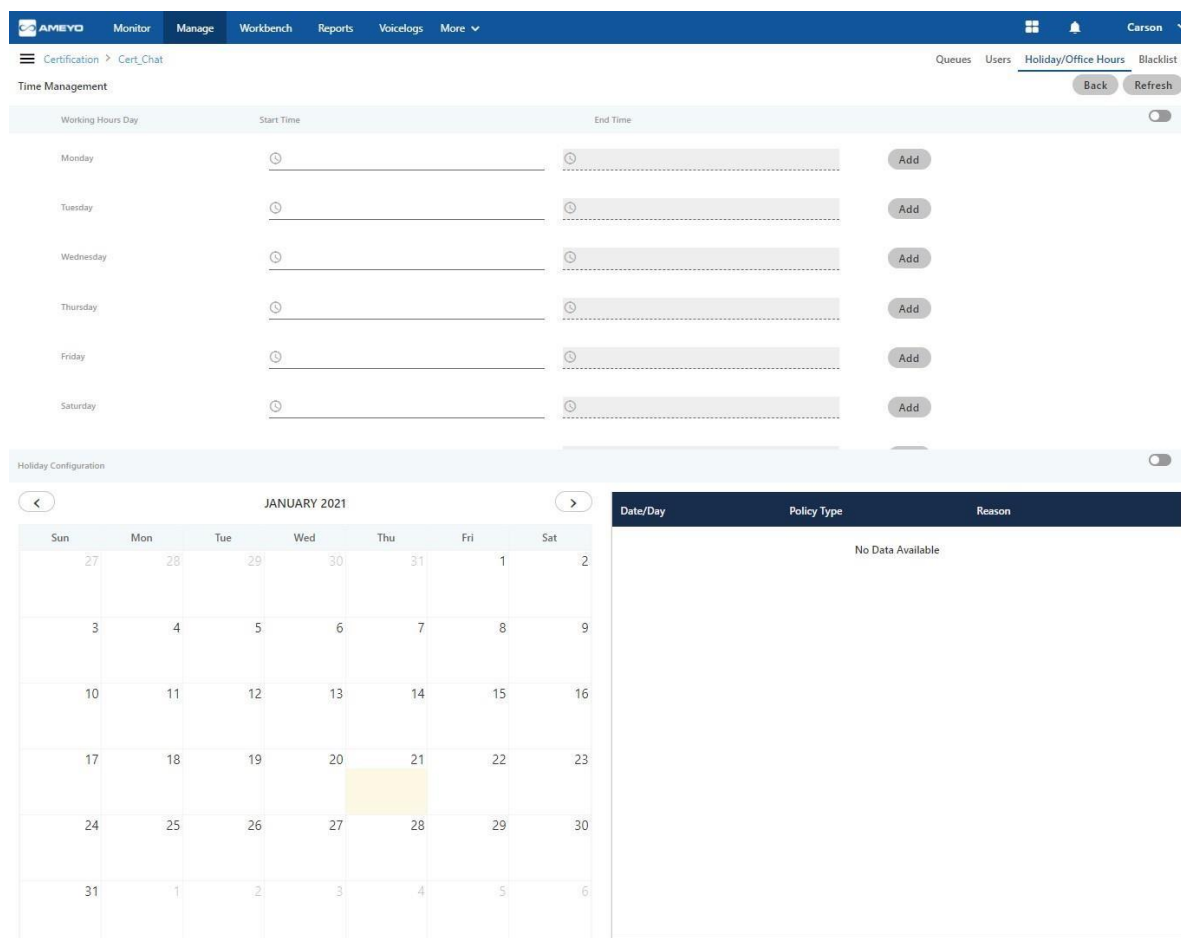 AMEYO Monitor Manage Workbench Reports Voicelogs More Carson
Certification > Cert_Chat Queues Users Holiday/Office Hours Blacklist
Time Management Back Refresh
Working Hours Day Start Time End Time
Monday Add
Tuesday Add
Wednesday Add
Thursday Add
Friday Add
Saturday Add
Holiday Configuration
< JANUARY 2021 >
Date/Day Policy Type Reason
Sun Mon Tue Wed Thu Fri Sat
No Data Available
27 28 29 30 31 1 2
3 4 5 6 7 8 9
10 11 12 13 14 15 16
17 18 19 20 21 22 23
24 25 26 27 28 29 30
31 1 2 3 4 5 6